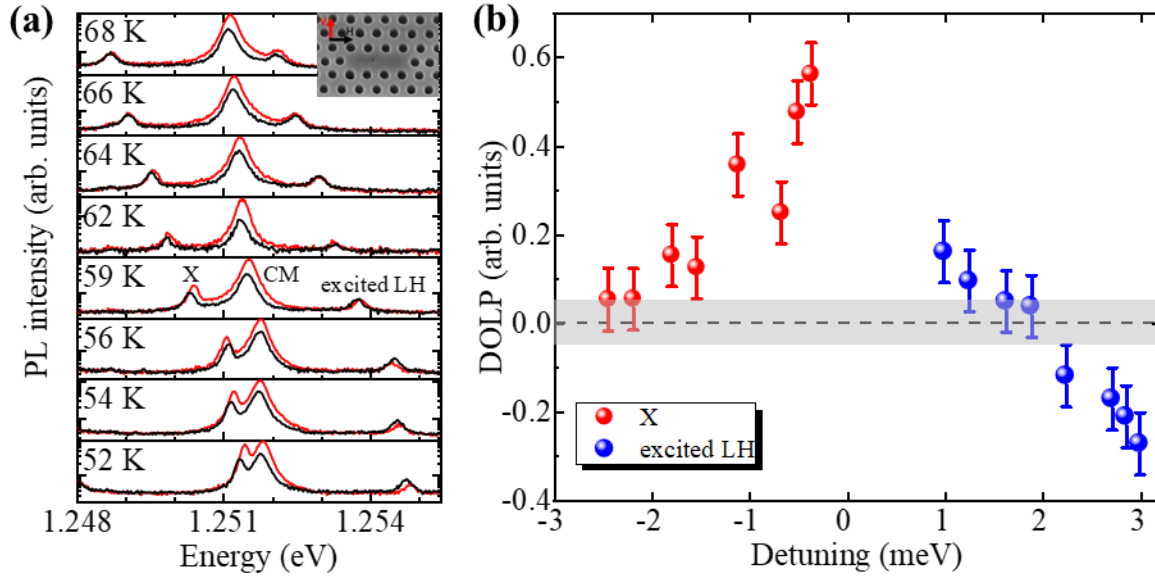 (a)
68 K
V
H
66 K
64 K
62 K
59 K
X
CM
excited LH
56 K
54 K
52 K
1.248
1.251
1.254
Energy (eV)
PL intensity (arb. units)
(b)
0.6
0.4
0.2
0.0
-0.2
-0.4
DOLP (arb. units)
X
excited LH
-3
-2
-1
0
1
2
3
Detuning (meV)